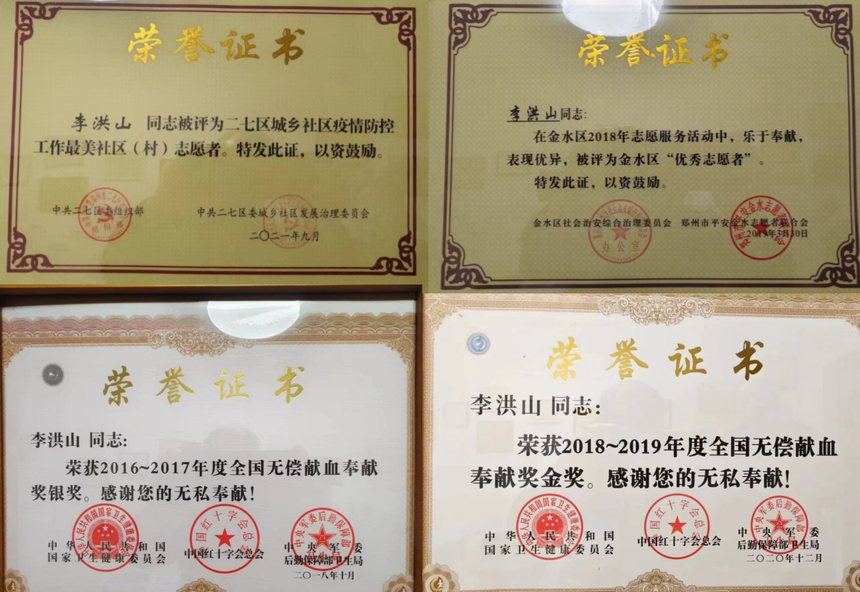 荣誉证书
李洪山 同志被评为二七区城乡社区疫情防控
工作最美社区（村）志愿者。特发此证，以资鼓励。
中共二七区委组织部 中共二七区委城乡社区发展治理委员会
二〇二一年九月
荣誉证书
李洪山同志：
在金水区2018年志愿服务活动中，乐于奉献，
表现优异，被评为金水区“优秀志愿者”。
特发此证，以资鼓励。
金水区社会治安综合治理委员会 郑州市平安金水志愿者联合会
荣誉证书
李洪山 同志：
荣获2016~2017年度全国无偿献血奉献
奖银奖。感谢您的无私奉献！
中华人民共和国
国家卫生健康委员会
中国红十字会总会
中央军委
后勤保障部卫生局
二〇一八年十月
荣誉证书
李洪山 同志：
荣获2018~2019年度全国无偿献血
奉献奖金奖。感谢您的无私奉献！
中华人民共和国
国家卫生健康委员会
中国红十字会总会
中央军委
后勤保障部卫生局
二〇二〇年十二月